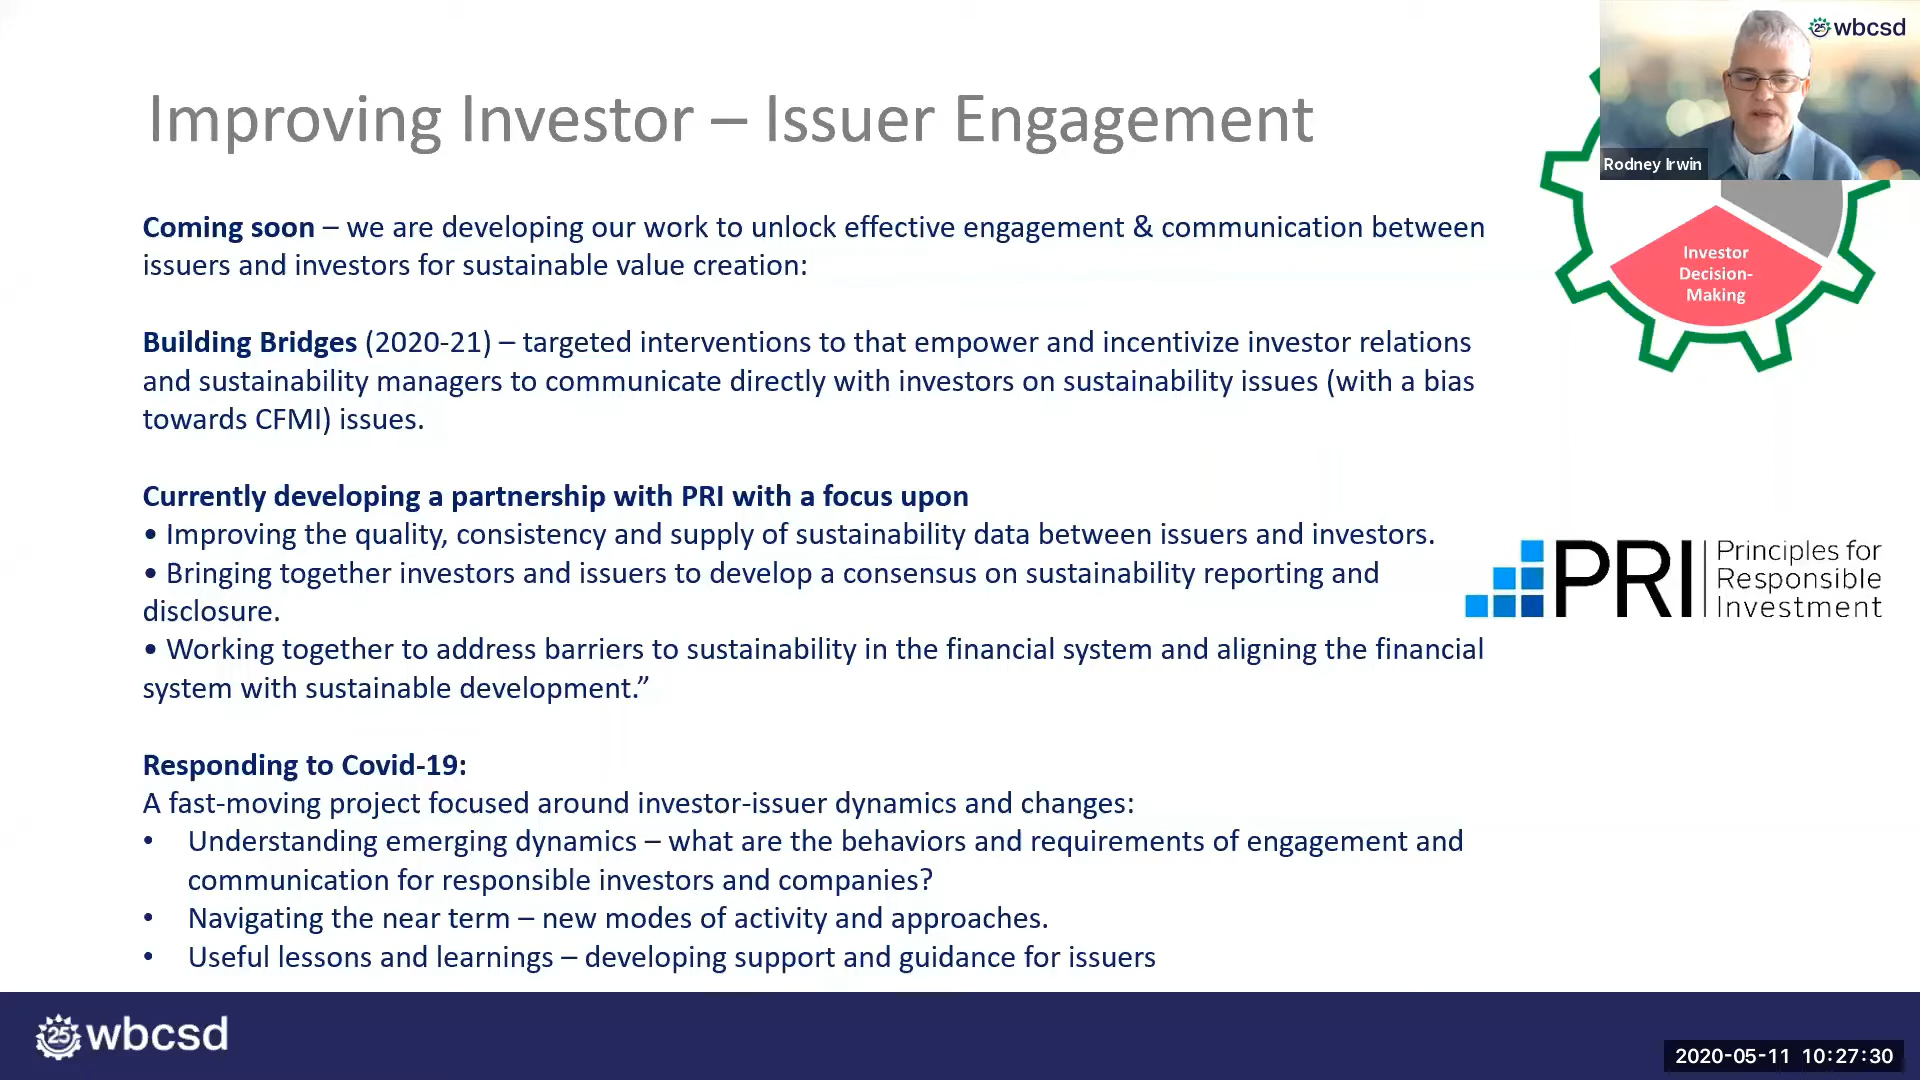 25 wbcsd
Rodney Irwin
Improving Investor – Issuer Engagement
Coming soon – we are developing our work to unlock effective engagement & communication between
issuers and investors for sustainable value creation:
Investor
Decision-
Making
Building Bridges (2020-21) – targeted interventions to that empower and incentivize investor relations
and sustainability managers to communicate directly with investors on sustainability issues (with a bias
towards CFMI) issues.
Currently developing a partnership with PRI with a focus upon
• Improving the quality, consistency and supply of sustainability data between issuers and investors.
• Bringing together investors and issuers to develop a consensus on sustainability reporting and
disclosure.
• Working together to address barriers to sustainability in the financial system and aligning the financial
system with sustainable development.”
PRI
Principles for
Responsible
Investment
Responding to Covid-19:
A fast-moving project focused around investor-issuer dynamics and changes:
• Understanding emerging dynamics – what are the behaviors and requirements of engagement and
communication for responsible investors and companies?
• Navigating the near term – new modes of activity and approaches.
• Useful lessons and learnings – developing support and guidance for issuers
25 wbcsd
2020-05-11 10:27:30